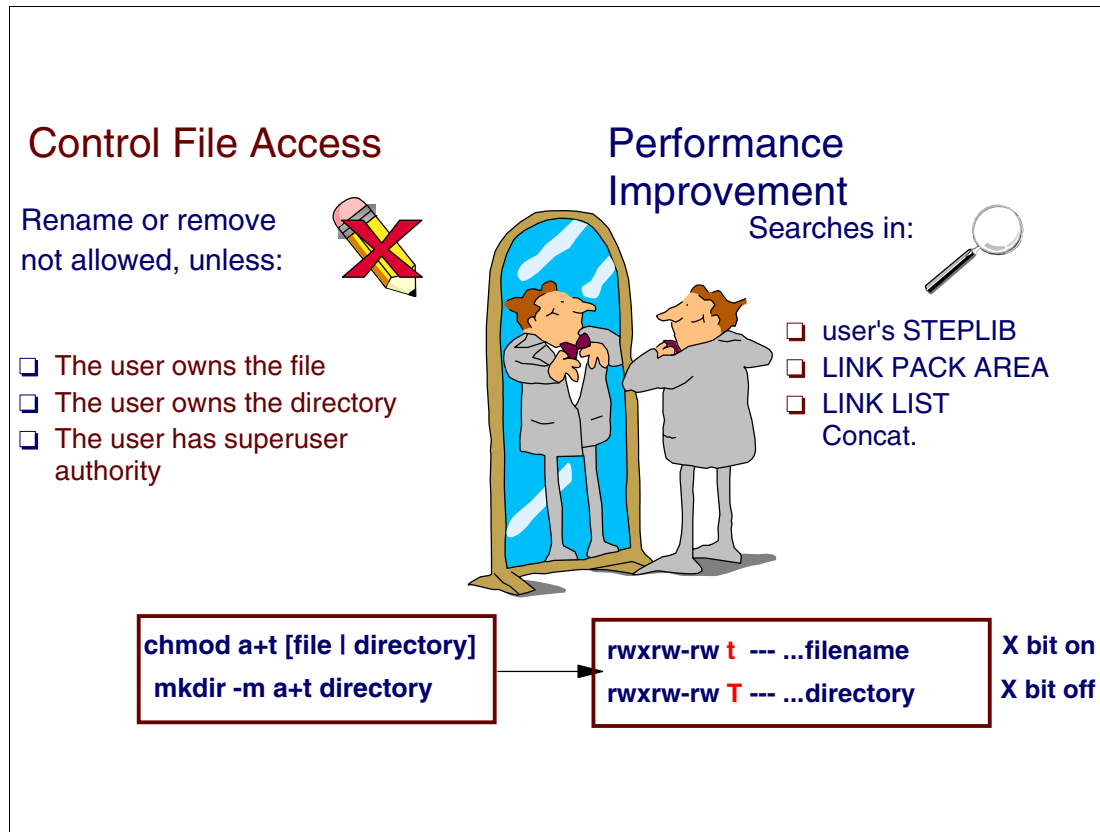 Control File Access
Rename or remove
not allowed, unless:
❑ The user owns the file
❑ The user owns the directory
❑ The user has superuser
authority
Performance
Improvement
Searches in:
❑ user's STEPLIB
❑ LINK PACK AREA
❑ LINK LIST
Concat.
chmod a+t [file | directory]
mkdir -m a+t directory
rwxrw-rw t --- ...filename
rwxrw-rw T --- ...directory
X bit on
X bit off